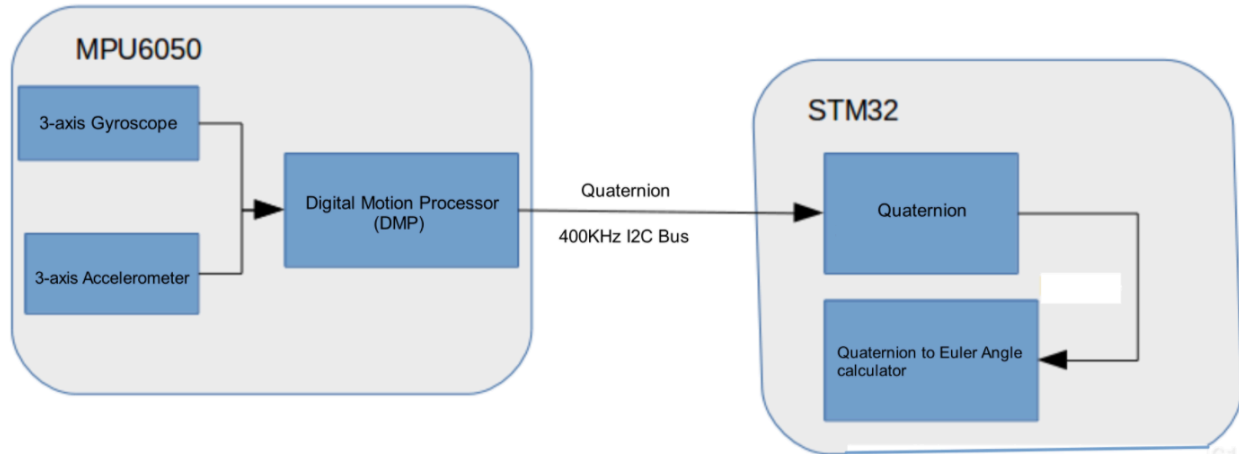 MPU6050
3-axis Gyroscope
3-axis Accelerometer
Digital Motion Processor
(DMP)
Quaternion
400KHz I2C Bus
STM32
Quaternion
Quaternion to Euler Angle
calculator